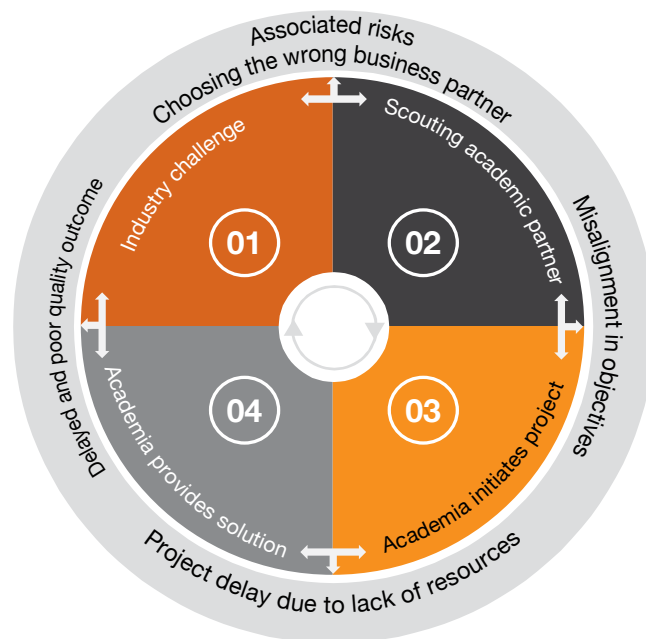 Associated risks
Choosing the wrong business partner
Industry challenge
01
Scouting academic partner
02
Misalignment in objectives
Academia initiates project
03
Project delay due to lack of resources
Academia provides solution
04
Delayed and poor quality outcome